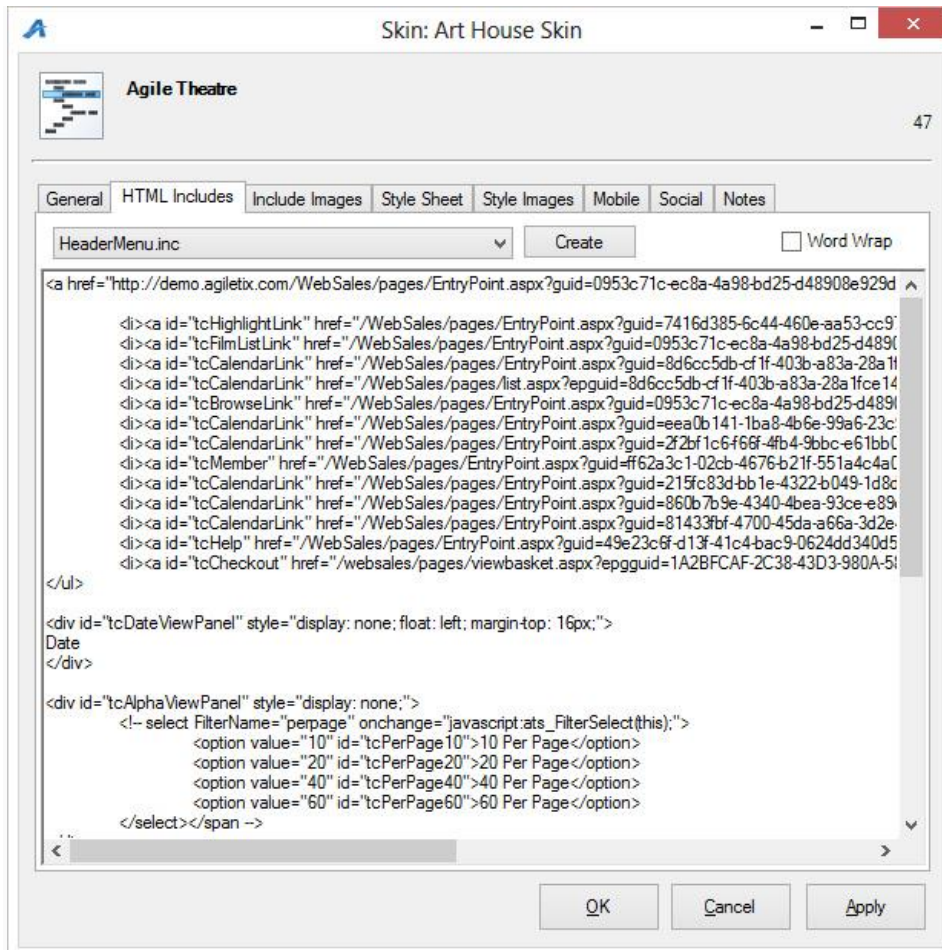 Skin: Art House Skin
Agile Theatre
47
General HTML Includes Include Images Style Sheet Style Images Mobile Social Notes
HeaderMenu.inc Create Word Wrap
<a href="http://demo.agiletix.com/WebSales/pages/EntryPoint.aspx?guid=0953c71c-ec8a-4a98-bd25-d48908e929d
<li><a id="tcHighlightLink" href="/WebSales/pages/EntryPoint.aspx?guid=7416d385-6c44-460e-aa53-cc9
<li><a id="tcFilmListLink" href="/WebSales/pages/EntryPoint.aspx?guid=0953c71c-ec8a-4a98-bd25-d489
<li><a id="tcCalendarLink" href="/WebSales/pages/EntryPoint.aspx?guid=8d6cc5db-cf1f-403b-a83a-28a1f
<li><a id="tcCalendarLink" href="/WebSales/pages/list.aspx?epguid=8d6cc5db-cf1f-403b-a83a-28a1fce14
<li><a id="tcBrowseLink" href="/WebSales/pages/EntryPoint.aspx?guid=0953c71c-ec8a-4a98-bd25-d489
<li><a id="tcCalendarLink" href="/WebSales/pages/EntryPoint.aspx?guid=eea0b141-1ba8-4b6e-99a6-23c
<li><a id="tcCalendarLink" href="/WebSales/pages/EntryPoint.aspx?guid=2f2bf1c6-f66f-4fb4-9bbc-e61bb0
<li><a id="tcMember" href="/WebSales/pages/EntryPoint.aspx?guid=ff62a3c1-02cb-4676-b21f-551a4c4a0
<li><a id="tcCalendarLink" href="/WebSales/pages/EntryPoint.aspx?guid=215fc83d-bb1e-4322-b049-1d8c
<li><a id="tcCalendarLink" href="/WebSales/pages/EntryPoint.aspx?guid=860b7b9e-4340-4bea-93ce-e89
<li><a id="tcCalendarLink" href="/WebSales/pages/EntryPoint.aspx?guid=81433fbf-4700-45da-a66a-3d2e
<li><a id="tcHelp" href="/WebSales/pages/EntryPoint.aspx?guid=49e23c6f-d13f-41c4-bac9-0624dd340d5
<li><a id="tcCheckout" href="/websales/pages/viewbasket.aspx?epgguid=1A2BFCAF-2C38-43D3-980A-5
</ul>
<div id="tcDateViewPanel" style="display: none; float: left; margin-top: 16px;">
Date
</div>
<div id="tcAlphaViewPanel" style="display: none;">
<!-- select FilterName="perpage" onchange="javascript:ats_FilterSelect(this);">
<option value="10" id="tcPerPage10">10 Per Page</option>
<option value="20" id="tcPerPage20">20 Per Page</option>
<option value="40" id="tcPerPage40">40 Per Page</option>
<option value="60" id="tcPerPage60">60 Per Page</option>
</select></span -->
OK Cancel Apply